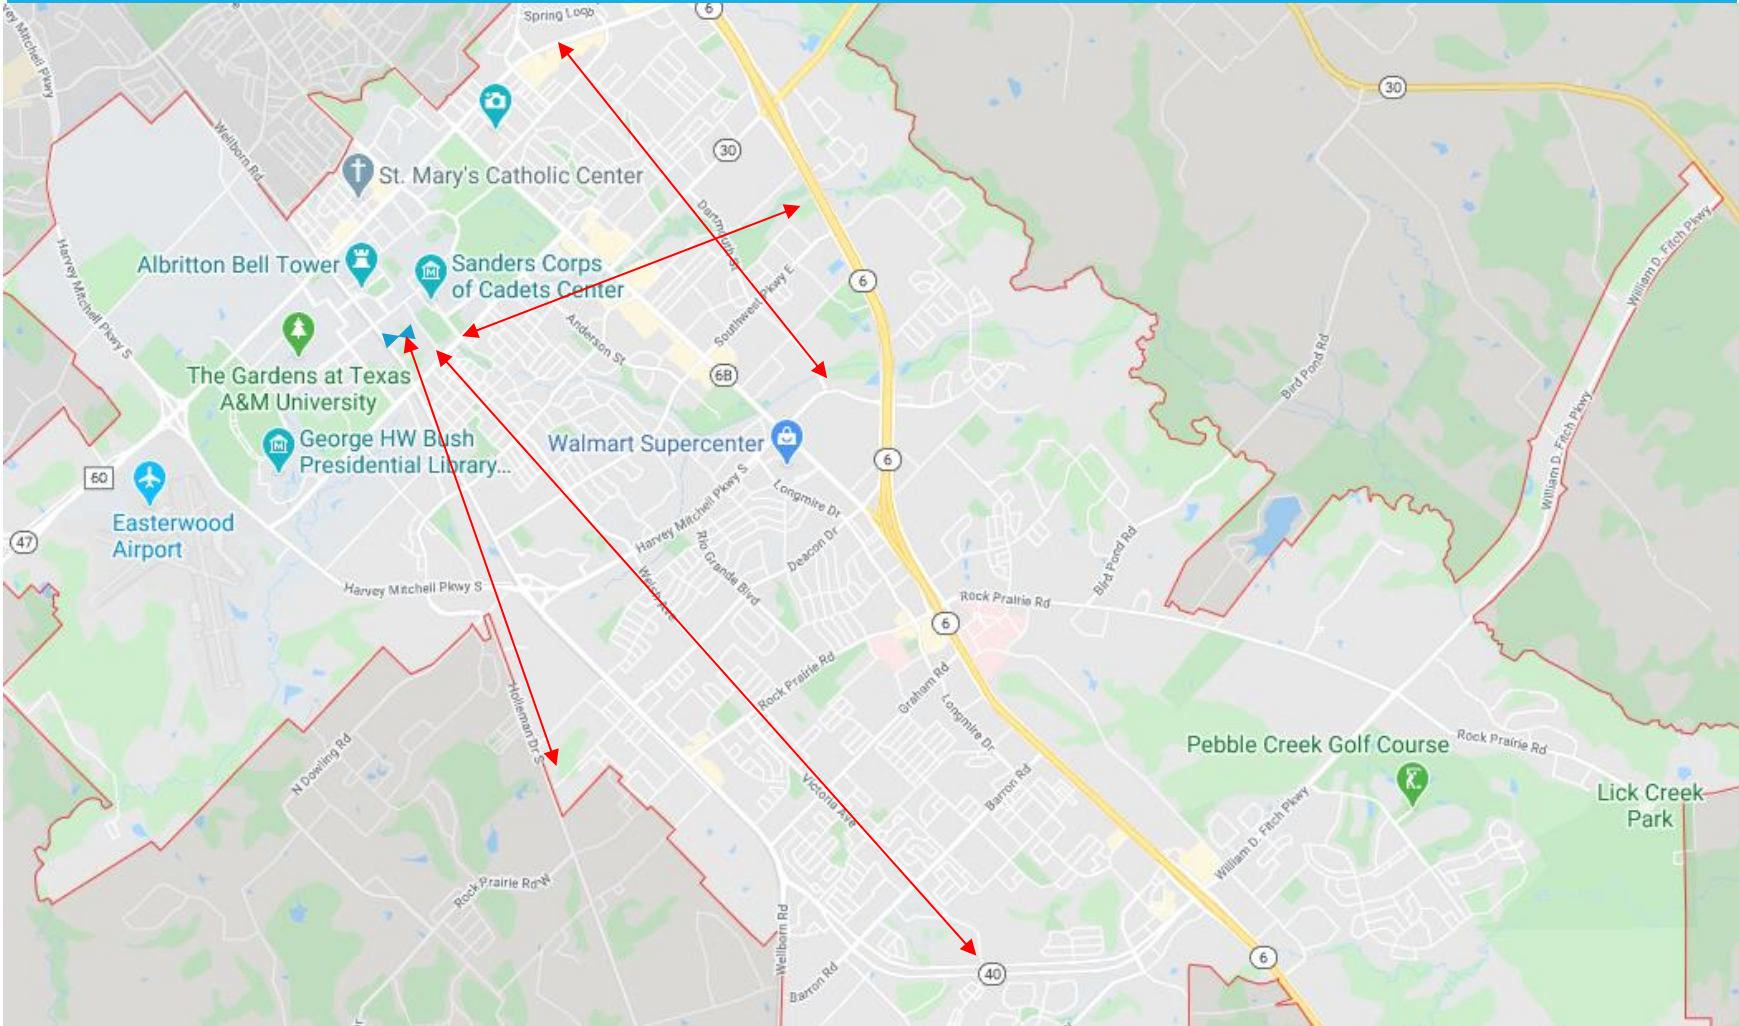 Spring Loop
6
ey Mitchell Pkwy
30
Wellborn Rd
30
St. Mary's Catholic Center
Dartmouth St
William D. Fitch Pkwy
Harvey Mitchell Pkwy S
Albritton Bell Tower
Sanders Corps
of Cadets Center
6
Southwest Pkwy E
Anderson St
Bird Pond Rd
The Gardens at Texas
A&M University
6B
George HW Bush
Presidential Library...
Walmart Supercenter
William D. Fitch Pkwy
6
60
Longmire Dr
Harvey Mitchell Pkwy S
Easterwood
Airport
47
Rio Grande Blvd
Deacon Dr
Bird Pond Rd
Harvey Mitchell Pkwy S
Welch Ave
Rock Prairie Rd
6
Rock Prairie Rd
Graham Rd
Holleman Dr S
Longmire Dr
N Dowling Rd
Pebble Creek Golf Course
Rock Prairie Rd
Barron Rd
Victoria Ave
Lick Creek
Park
William D. Fitch Pkwy
Rock Prairie Rd W
Wellborn Rd
6
40
Barron Rd